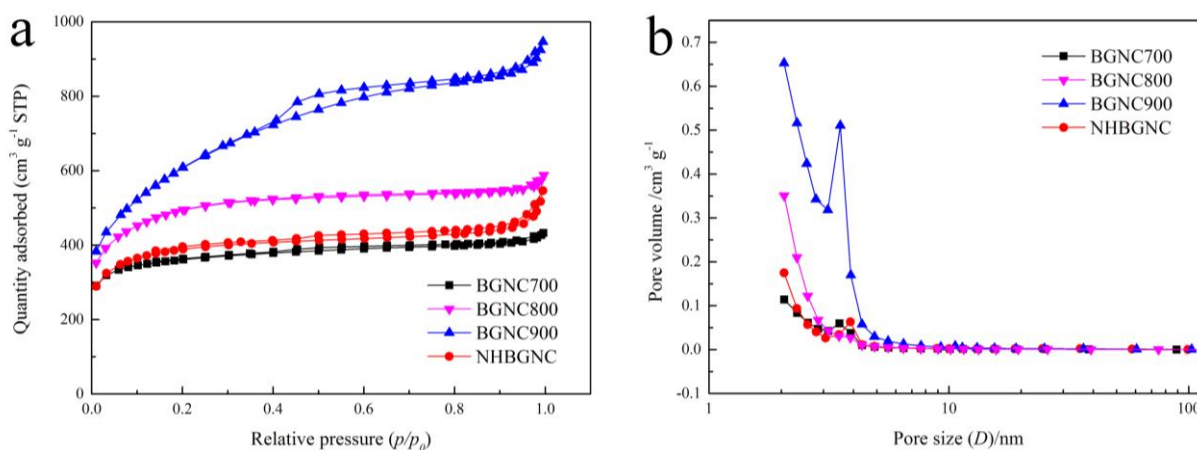 a
1000
800
600
400
200
0
Quantity adsorbed (cm³ g⁻¹ STP)
BGNC700
BGNC800
BGNC900
NHBGNC
0.0 0.2 0.4 0.6 0.8 1.0
Relative pressure (p/p₀)
b
0.7
0.6
0.5
0.4
0.3
0.2
0.1
0.0
-0.1
Pore volume /cm³ g⁻¹
BGNC700
BGNC800
BGNC900
NHBGNC
1 10 100
Pore size (D)/nm